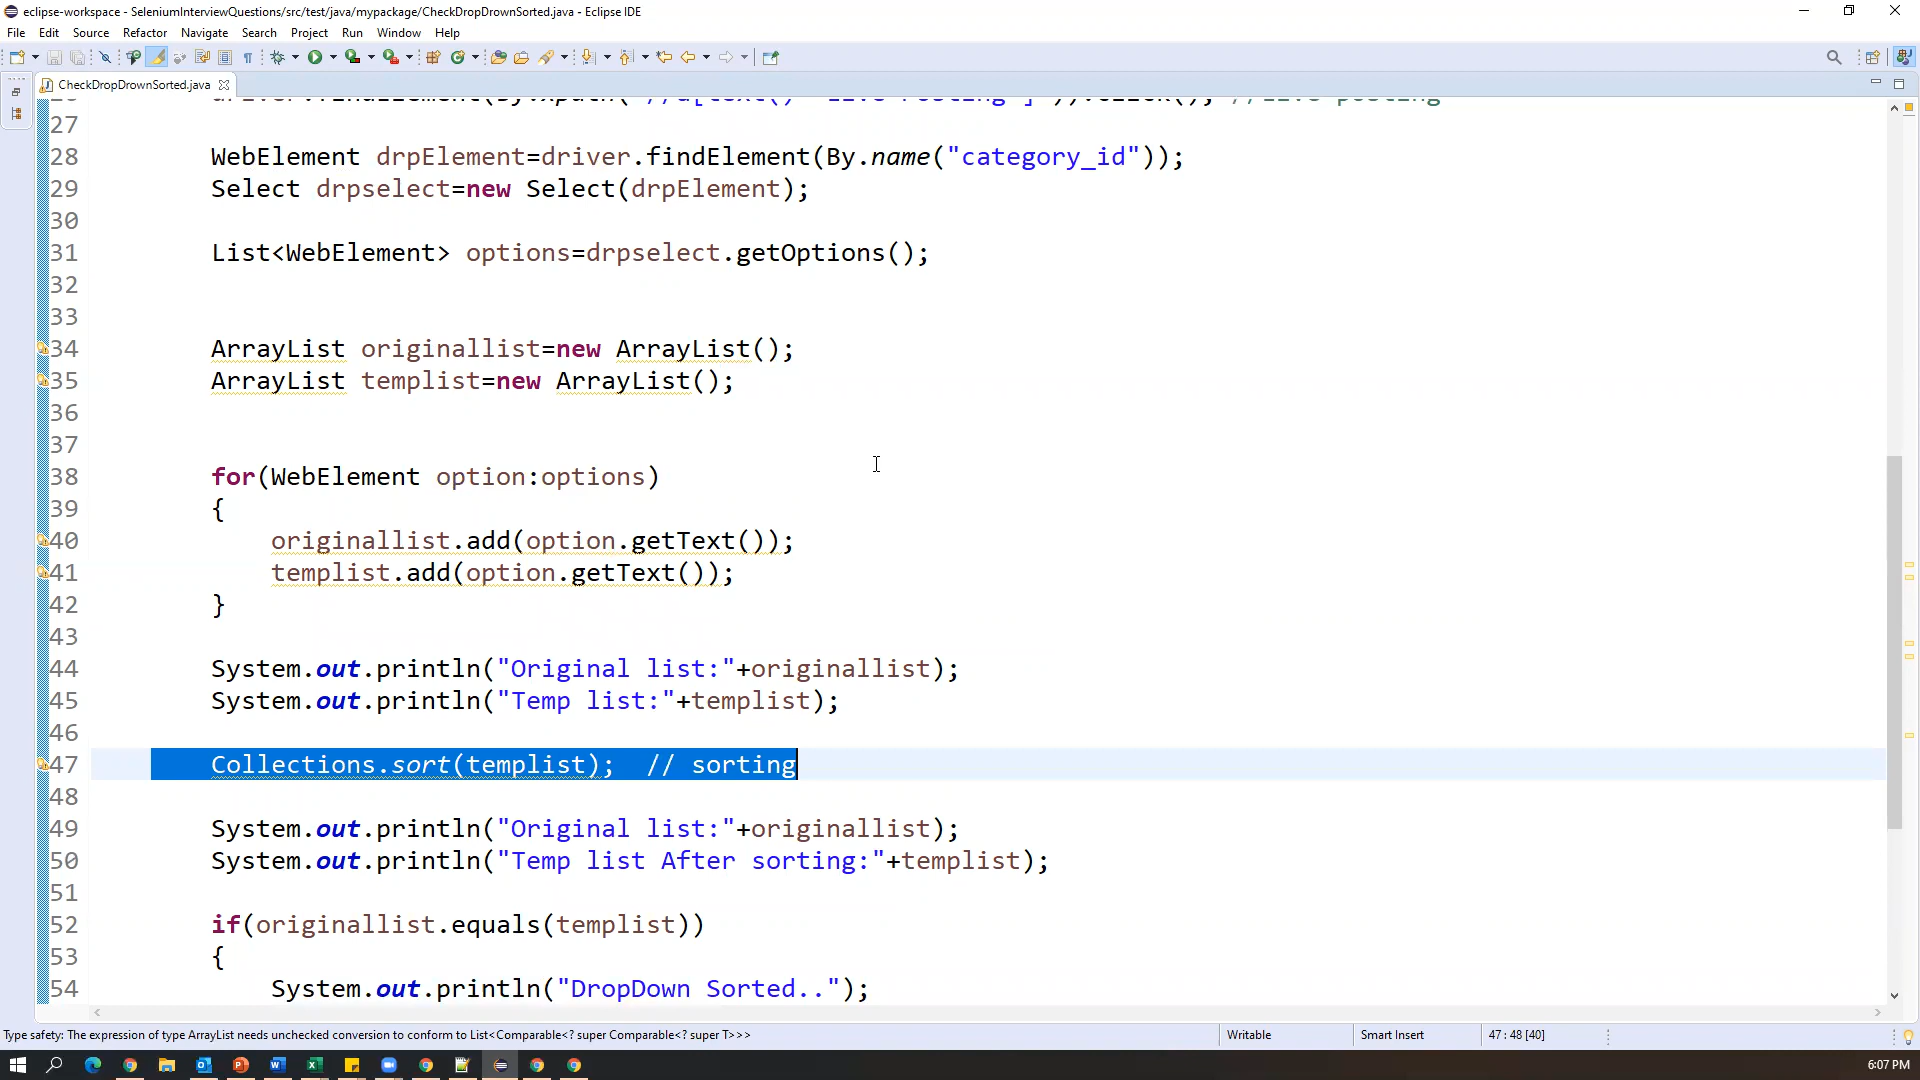 eclipse-workspace - SeleniumInterviewQuestions/src/test/java/mypackage/CheckDropDrownSorted.java - Eclipse IDE
File Edit Source Refactor Navigate Search Project Run Window Help
CheckDropDrownSorted.java
27
28 WebElement drpElement=driver.findElement(By.name("category_id"));
29 Select drpselect=new Select(drpElement);
30
31 List<WebElement> options=drpselect.getOptions();
32
33
34 ArrayList originallist=new ArrayList();
35 ArrayList templist=new ArrayList();
36
37
38 for(WebElement option:options)
39 {
40 originallist.add(option.getText());
41 templist.add(option.getText());
42 }
43
44 System.out.println("Original list:"+originallist);
45 System.out.println("Temp list:"+templist);
46
47 Collections.sort(templist); // sorting
48
49 System.out.println("Original list:"+originallist);
50 System.out.println("Temp list After sorting:"+templist);
51
52 if(originallist.equals(templist))
53 {
54 System.out.println("DropDown Sorted..");
Type safety: The expression of type ArrayList needs unchecked conversion to conform to List<Comparable<? super Comparable<? super T>>> Writable Smart Insert 47 : 48 [40]
6:07 PM